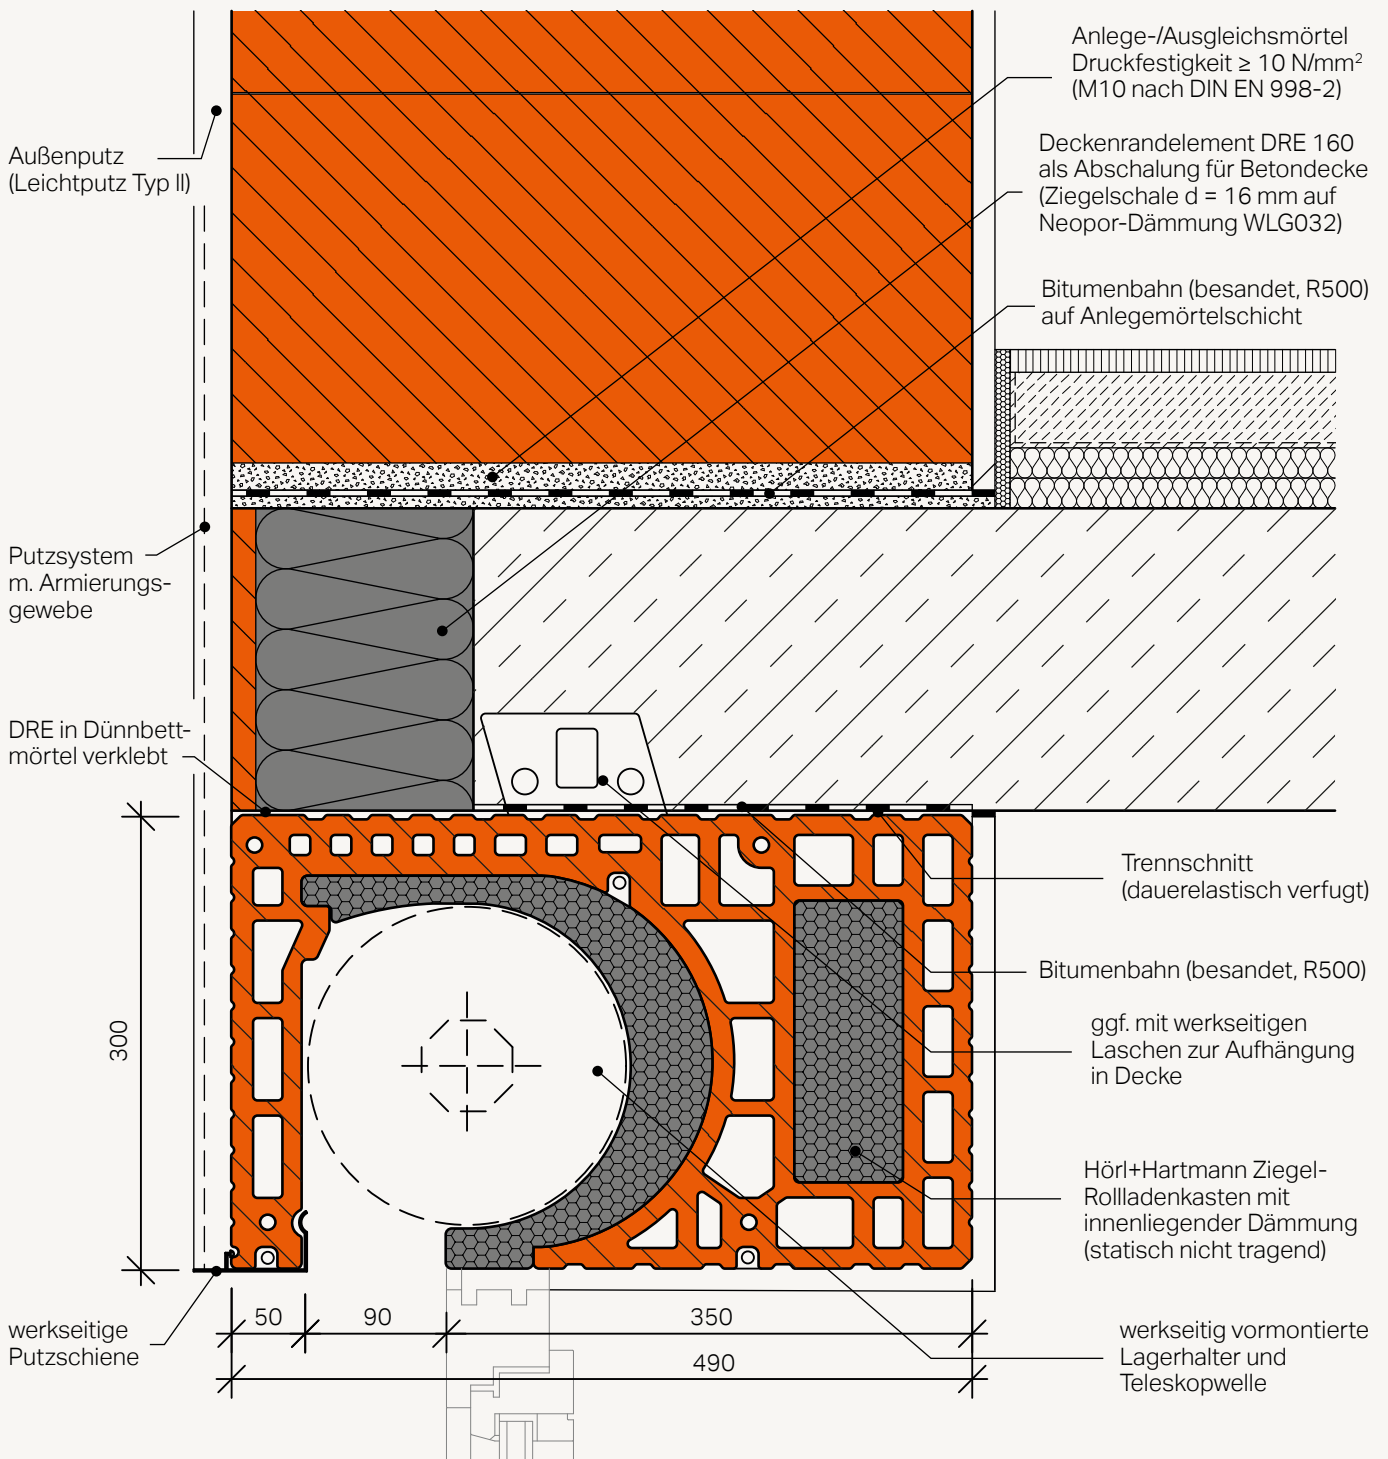 Anlege-/Ausgleichsmörtel
Druckfestigkeit ≥ 10 N/mm²
(M10 nach DIN EN 998-2)
Deckenrandelement DRE 160
als Abschalung für Betondecke
(Ziegelschale d = 16 mm auf
Neopor-Dämmung WLG032)
Bitumenbahn (besandet, R500)
auf Anlegemörtelschicht
Außenputz
(Leichtputz Typ II)
Putzsystem
m. Armierungs-
gewebe
DRE in Dünnbett-
mörtel verklebt
300
Trennschnitt
(dauerelastisch verfugt)
Bitumenbahn (besandet, R500)
ggf. mit werkseitigen
Laschen zur Aufhängung
in Decke
Hörl+Hartmann Ziegel-
Rollladenkasten mit
innenliegender Dämmung
(statisch nicht tragend)
werkseitig vormontierte
Lagerhalter und
Teleskopwelle
werkseitige
Putzschiene
50
90
350
490